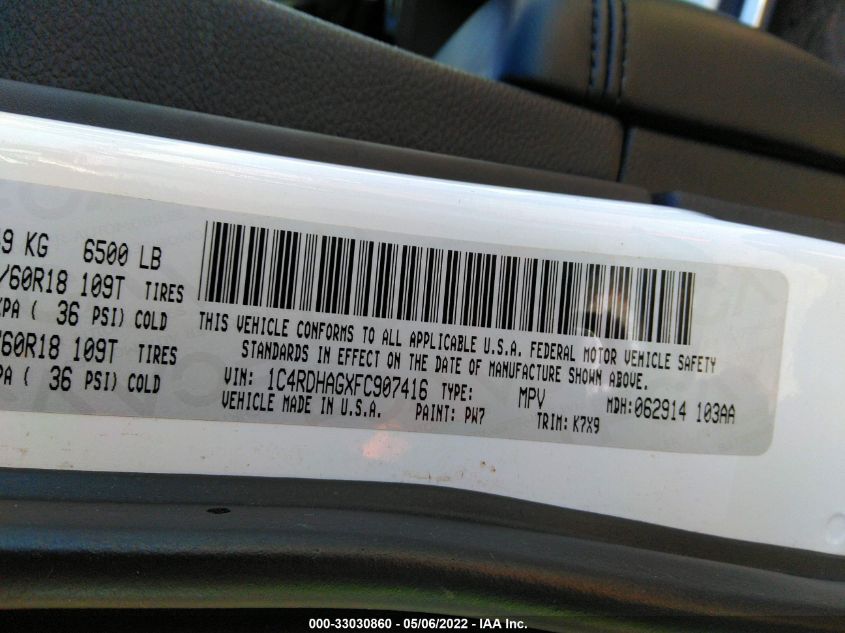 9 KG 6500 LB
/60R18 109T TIRES
KPA ( 36 PSI) COLD
/60R18 109T TIRES
PA ( 36 PSI) COLD
THIS VEHICLE CONFORMS TO ALL APPLICABLE U.S.A. FEDERAL MOTOR VEHICLE SAFETY
STANDARDS IN EFFECT ON THE DATE OF MANUFACTURE SHOWN ABOVE.
VIN: 1C4RDHAGXFC907416 TYPE: MPV MDH:062914 103AA
VEHICLE MADE IN U.S.A. PAINT: PW7 TRIM: K7X9
000-33030860 - 05/06/2022 - IAA Inc.